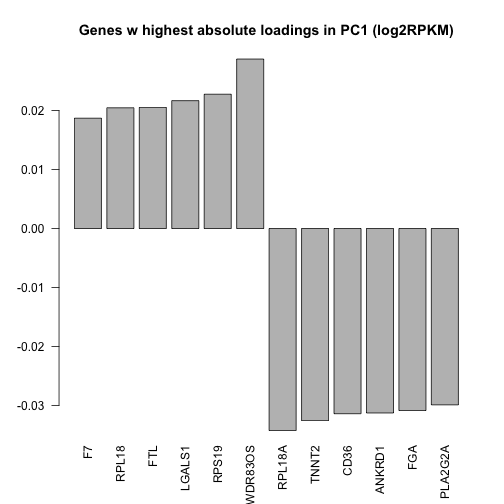 Genes w highest absolute loadings in PC1 (log2RPKM)
0.02
0.01
0.00
-0.01
-0.02
-0.03
F7
RPL18
FTL
LGALS1
RPS19
WDR83OS
RPL18A
TNNT2
CD36
ANKRD1
FGA
PLA2G2A